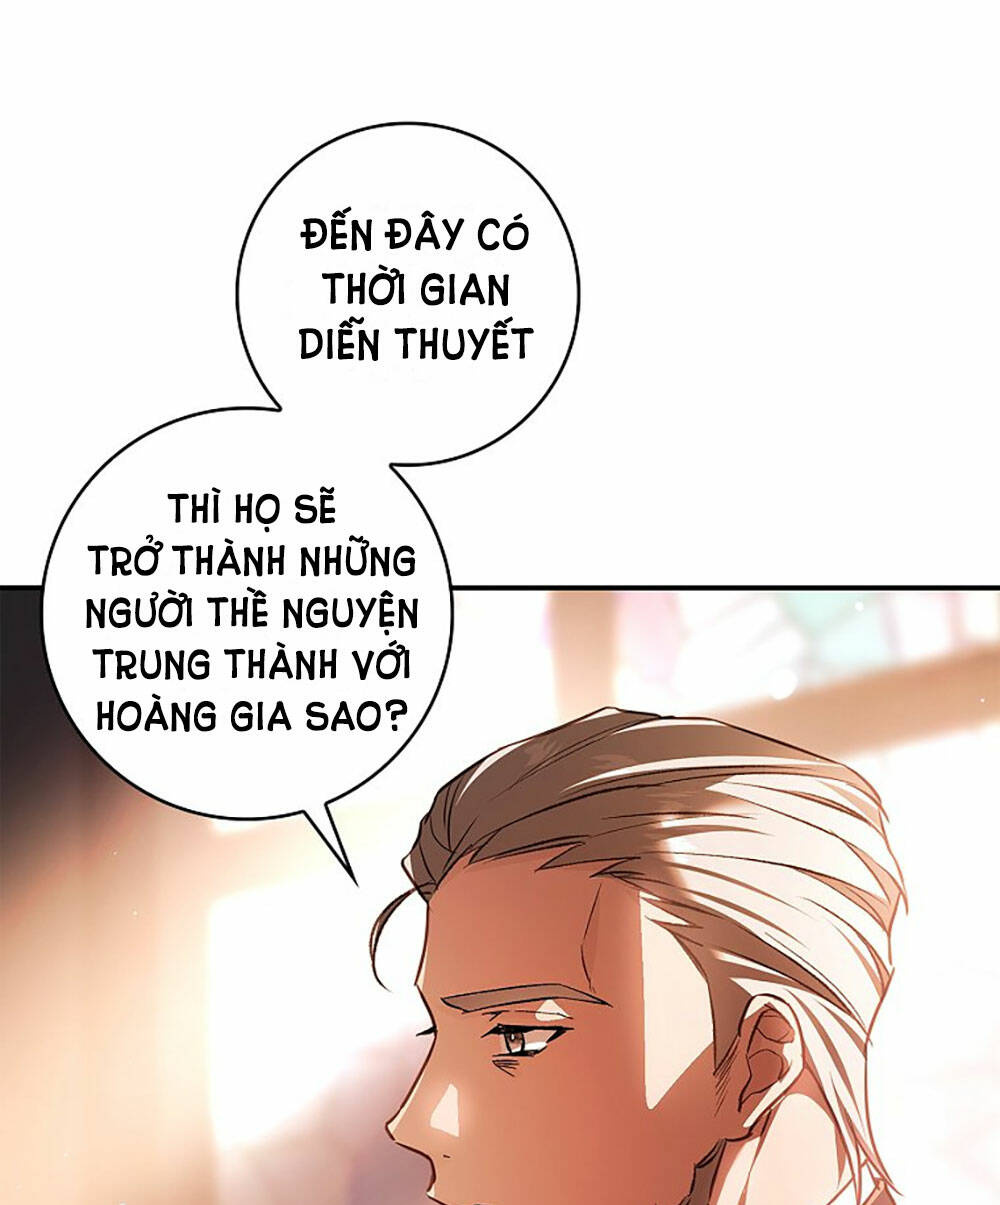 ĐẾN ĐÂY CÓ
THỜI GIAN
DIỄN THUYẾT
THÌ HỌ SẼ
TRỞ THÀNH NHỮNG
NGƯỜI THỀ NGUYỆN
TRUNG THÀNH VỚI
HOÀNG GIA SAO?